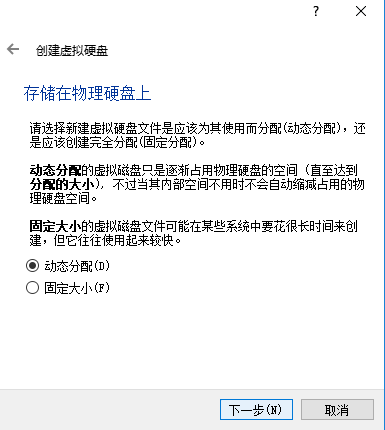 ?
创建虚拟硬盘
存储在物理硬盘上
请选择新建虚拟硬盘文件是应该为其使用而分配(动态分配)，还
是应该创建完全分配(固定分配)。
动态分配的虚拟磁盘只是逐渐占用物理硬盘的空间（直至达到
分配的大小），不过当其内部空间不用时不会自动缩减占用的物
理硬盘空间。
固定大小的虚拟磁盘文件可能在某些系统中要花很长时间来创
建，但它往往使用起来较快。
动态分配(D)
固定大小(F)
下一步(N) 取消